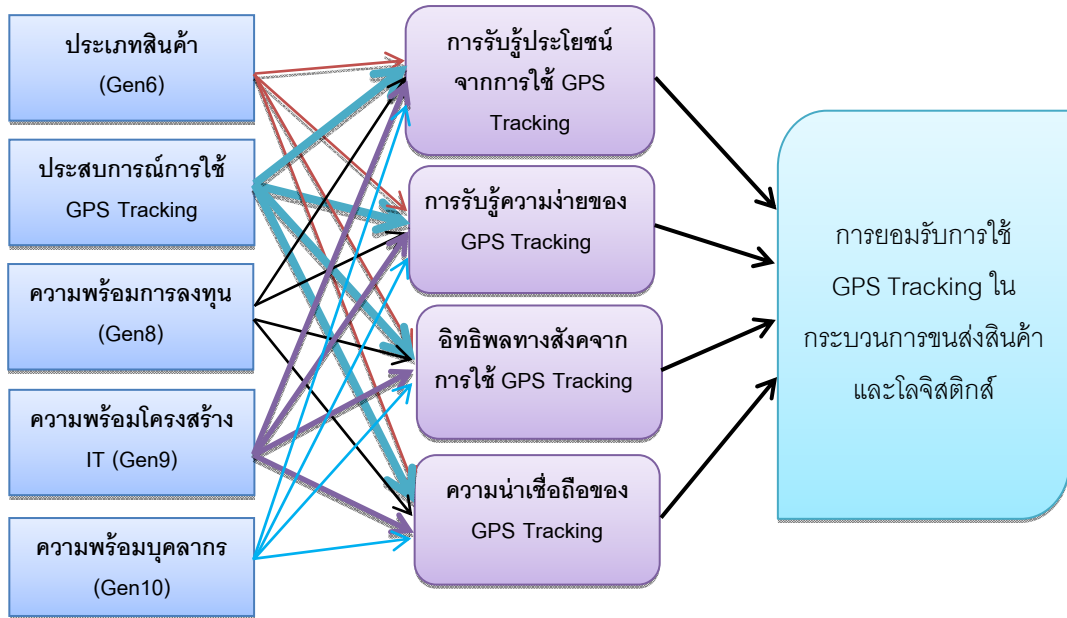 ประเภทสินค้า
(Gen6)
ประสบการณ์การใช้
GPS Tracking
ความพร้อมการลงทุน
(Gen8)
ความพร้อมโครงสร้าง
IT (Gen9)
ความพร้อมบุคลากร
(Gen10)
การรับรู้ประโยชน์
จากการใช้ GPS
Tracking
การรับรู้ความง่ายของ
GPS Tracking
อิทธิพลทางสังคจาก
การใช้ GPS Tracking
ความน่าเชื่อถือของ
GPS Tracking
การยอมรับการใช้
GPS Tracking ใน
กระบวนการขนส่งสินค้า
และโลจิสติกส์